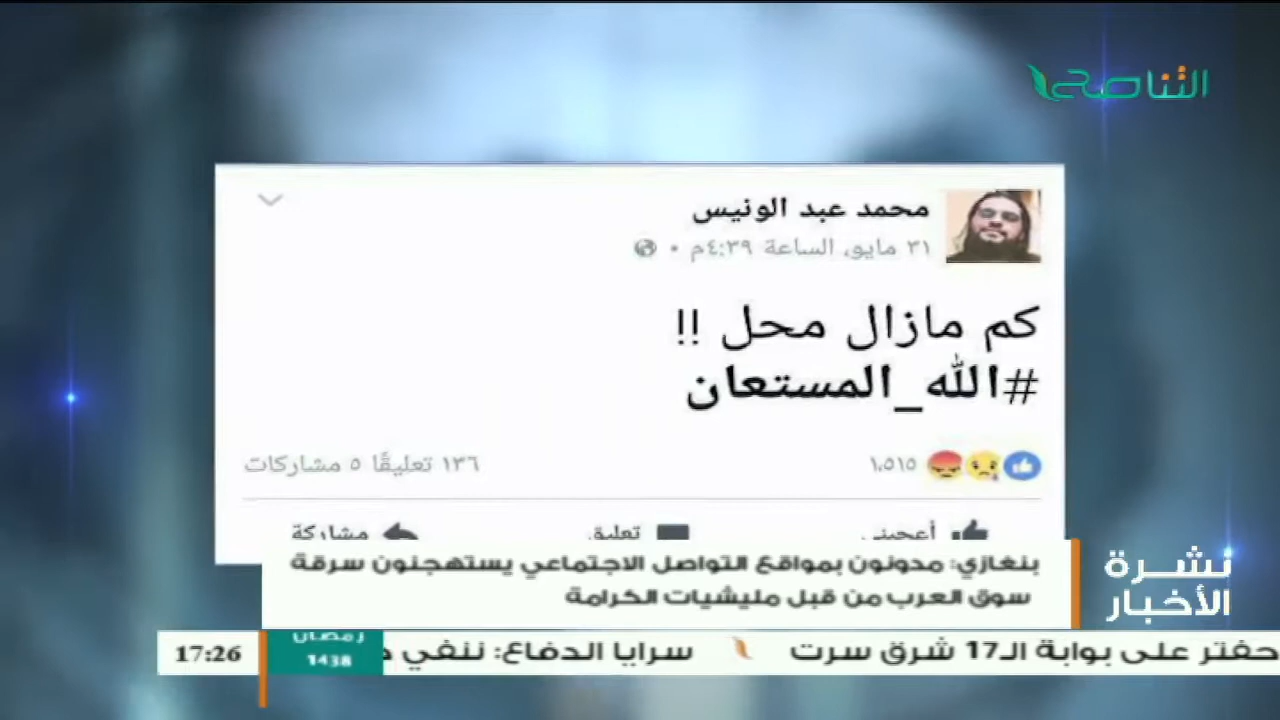 التناصح
محمد عبد الونيس
٣١ مايو، الساعة ٤:٣٩م •
كم مازال محل !!
#الله_المستعان
١،٥١٥
١٣٦ تعليقًا ٥ مشاركات
أعجبني تعليق مشاركة
بنغازي: مدونون بمواقع التواصل الاجتماعي يستهجنون سرقة
سوق العرب من قبل مليشيات الكرامة
نشرة
الأخبار
حفتر على بوابة الـ17 شرق سرت
سرايا الدفاع: ننفي
رمضان
1438
17:26